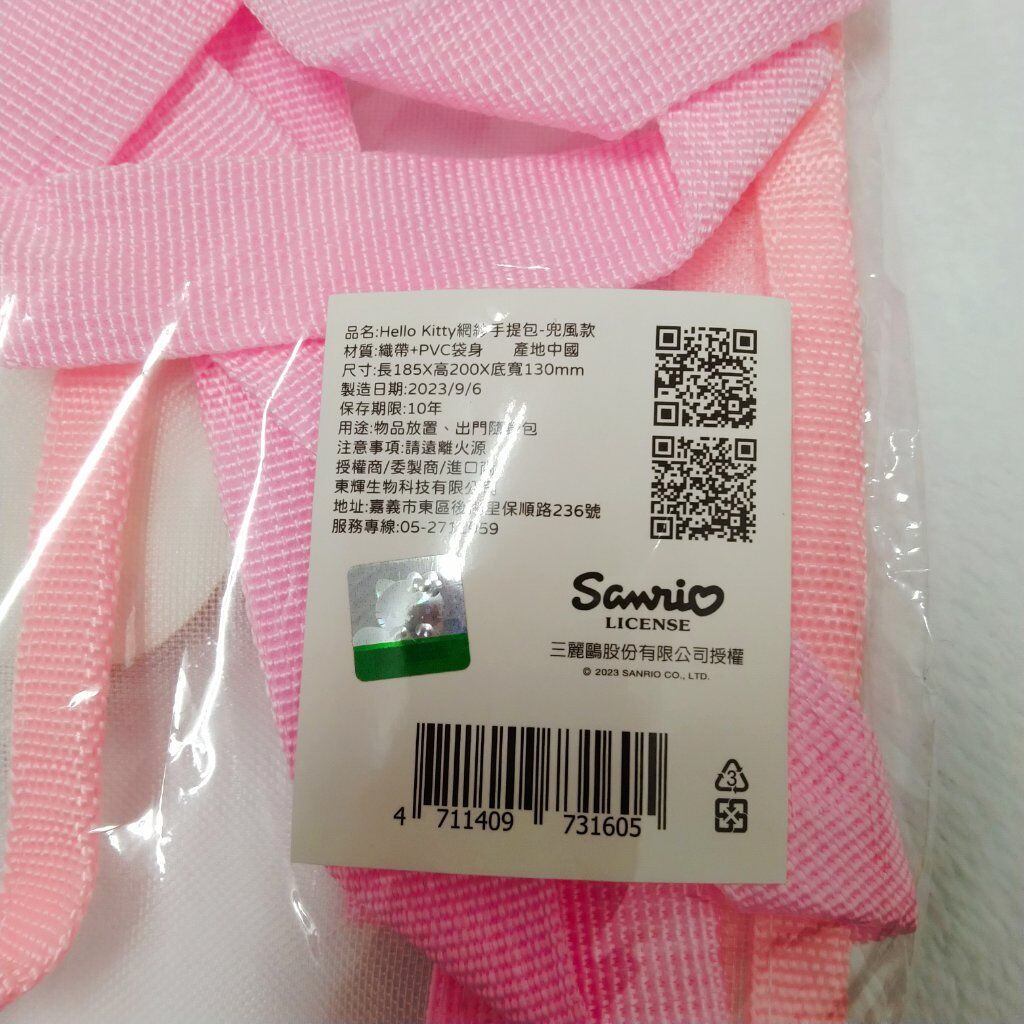 品名:Hello Kitty網紗手提包-兜風款
材質:織帶+PVC袋身 產地中國
尺寸:長185X高200X底寬130mm
製造日期:2023/9/6
保存期限:10年
用途:物品放置、出門隨身包
注意事項:請遠離火源
授權商/委製商/進口商
東輝生物科技有限公司
地址:嘉義市東區後 里保順路236號
服務專線:
Sanrio
LICENSE
三麗鷗股份有限公司授權
© 2023 SANRIO CO., LTD.
4 711409 731605
3